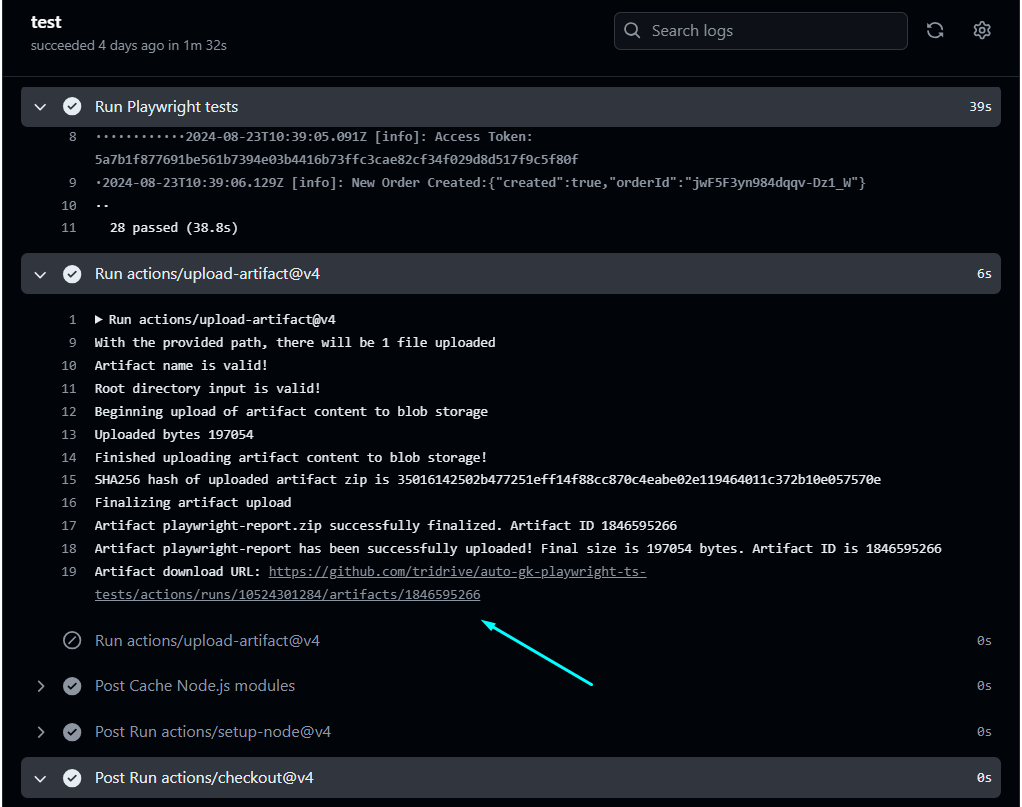 test
succeeded 4 days ago in 1m 32s
Search logs
Run Playwright tests 39s
8 ············2024-08-23T10:39:05.091Z [info]: Access Token:
5a7b1f877691be561b7394e03b4416b73ffc3cae82cf34f029d8d517f9c5f80f
9 ·2024-08-23T10:39:06.129Z [info]: New Order Created:{"created":true,"orderId":"jwF5F3yn984dqqv-Dz1_W"}
10 ··
11 28 passed (38.8s)
Run actions/upload-artifact@v4 6s
1 ▶ Run actions/upload-artifact@v4
9 With the provided path, there will be 1 file uploaded
10 Artifact name is valid!
11 Root directory input is valid!
12 Beginning upload of artifact content to blob storage
13 Uploaded bytes 197054
14 Finished uploading artifact content to blob storage!
15 SHA256 hash of uploaded artifact zip is 35016142502b477251eff14f88cc870c4eabe02e119464011c372b10e057570e
16 Finalizing artifact upload
17 Artifact playwright-report.zip successfully finalized. Artifact ID 1846595266
18 Artifact playwright-report has been successfully uploaded! Final size is 197054 bytes. Artifact ID is 1846595266
19 Artifact download URL: https://github.com/tridrive/auto-gk-playwright-ts-
tests/actions/runs/10524301284/artifacts/1846595266
Run actions/upload-artifact@v4 0s
Post Cache Node.js modules 0s
Post Run actions/setup-node@v4 0s
Post Run actions/checkout@v4 0s